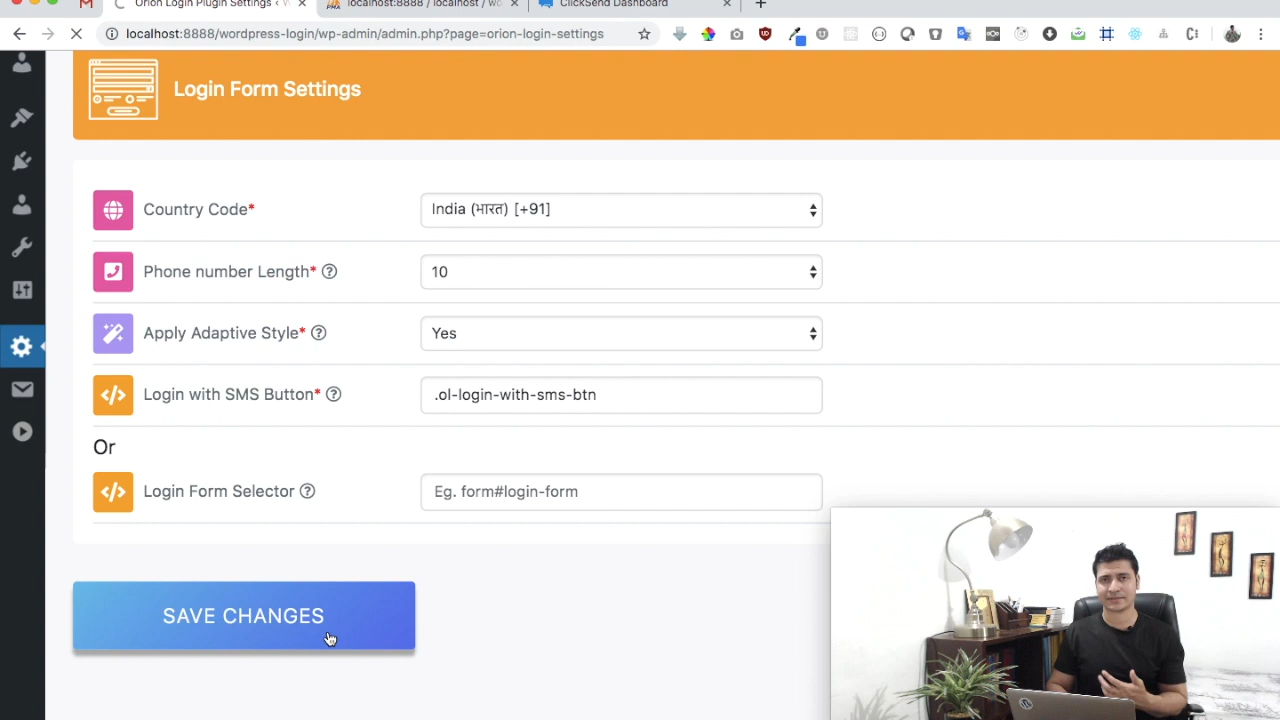 Orion Login Plugin Settings ‹
localhost:8888 / localhost / wo
ClickSend Dashboard
localhost:8888/wordpress-login/wp-admin/admin.php?page=orion-login-settings
Login Form Settings
Country Code*
India (भारत) [+91]
Phone number Length*
10
Apply Adaptive Style*
Yes
Login with SMS Button*
.ol-login-with-sms-btn
Or
Login Form Selector
Eg. form#login-form
SAVE CHANGES